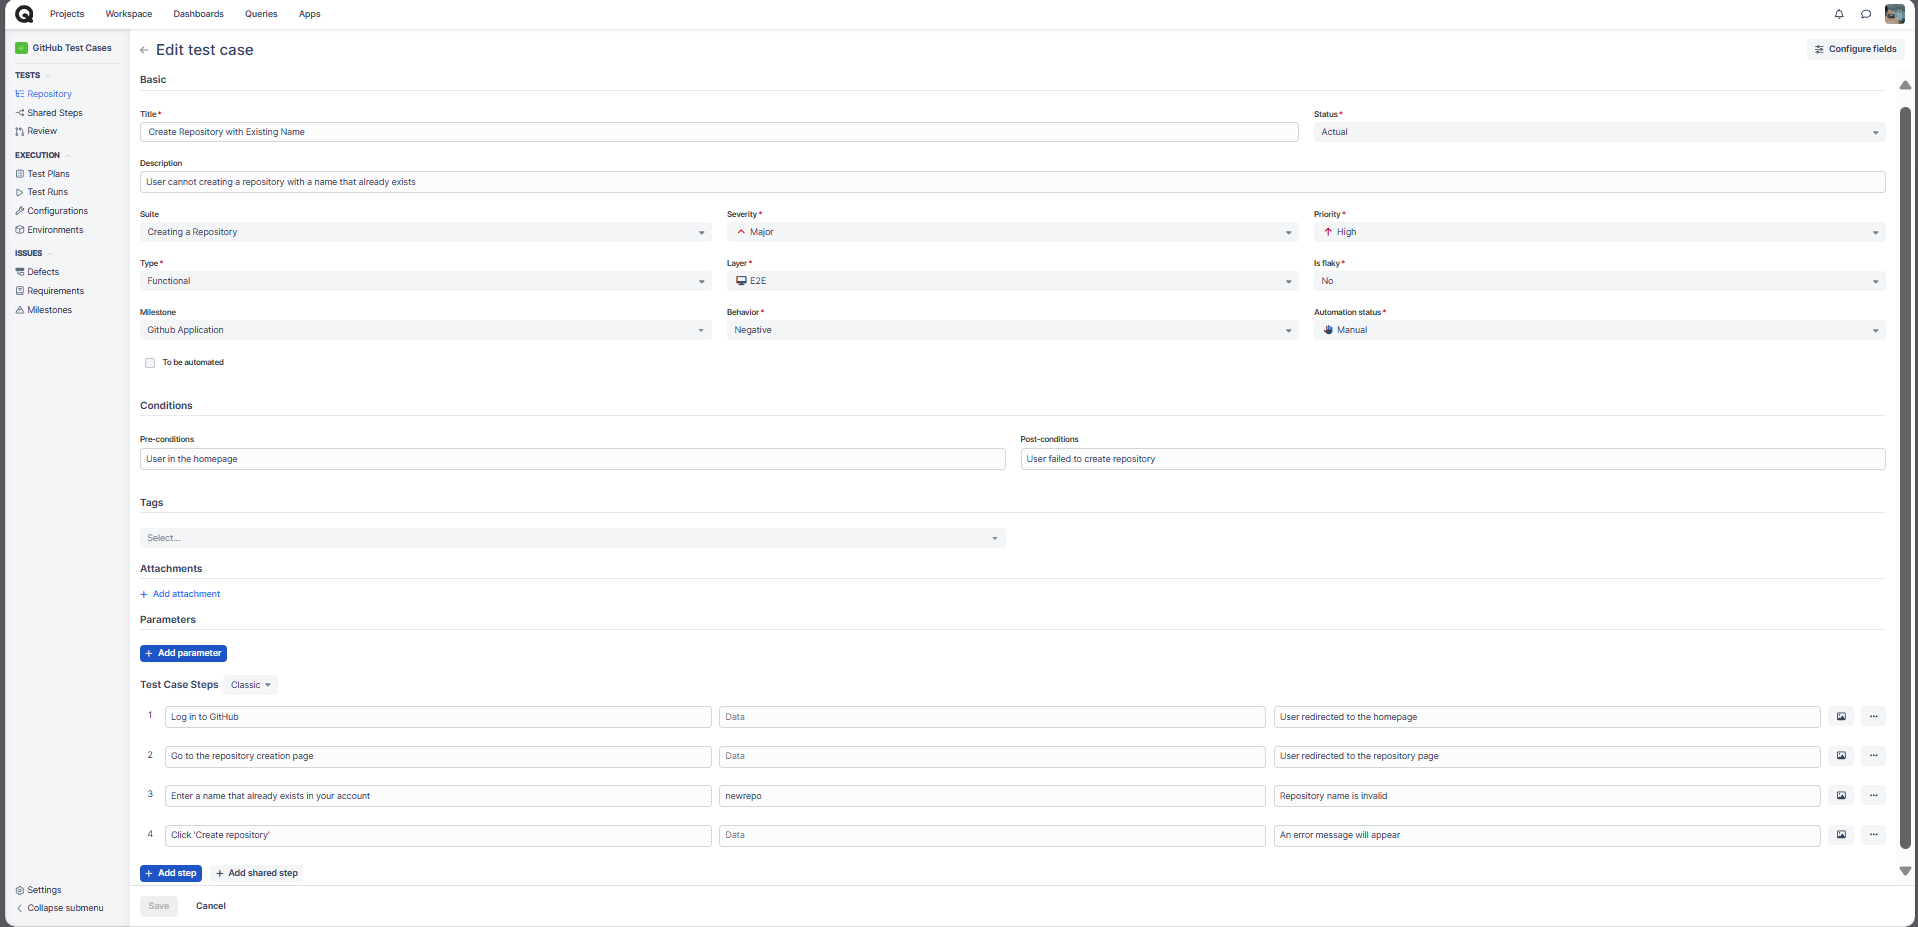 Projects Workspace Dashboards Queries Apps
GitHub Test Cases
TESTS
Repository
Shared Steps
Review
EXECUTION
Test Plans
Test Runs
Configurations
Environments
ISSUES
Defects
Requirements
Milestones
Settings
Collapse submenu
Edit test case
Configure fields
Basic
Title*
Status*
Create Repository with Existing Name
Actual
Description
User cannot creating a repository with a name that already exists
Suite
Severity*
Priority*
Creating a Repository
Major
High
Type*
Layer*
Is flaky*
Functional
E2E
No
Milestone
Behavior*
Automation status*
Github Application
Negative
Manual
To be automated
Conditions
Pre-conditions
Post-conditions
User in the homepage
User failed to create repository
Tags
Select...
Attachments
+ Add attachment
Parameters
+ Add parameter
Test Case Steps Classic
1 Log in to GitHub Data User redirected to the homepage
2 Go to the repository creation page Data User redirected to the repository page
3 Enter a name that already exists in your account newrepo Repository name is invalid
4 Click 'Create repository' Data An error message will appear
+ Add step + Add shared step
Save Cancel